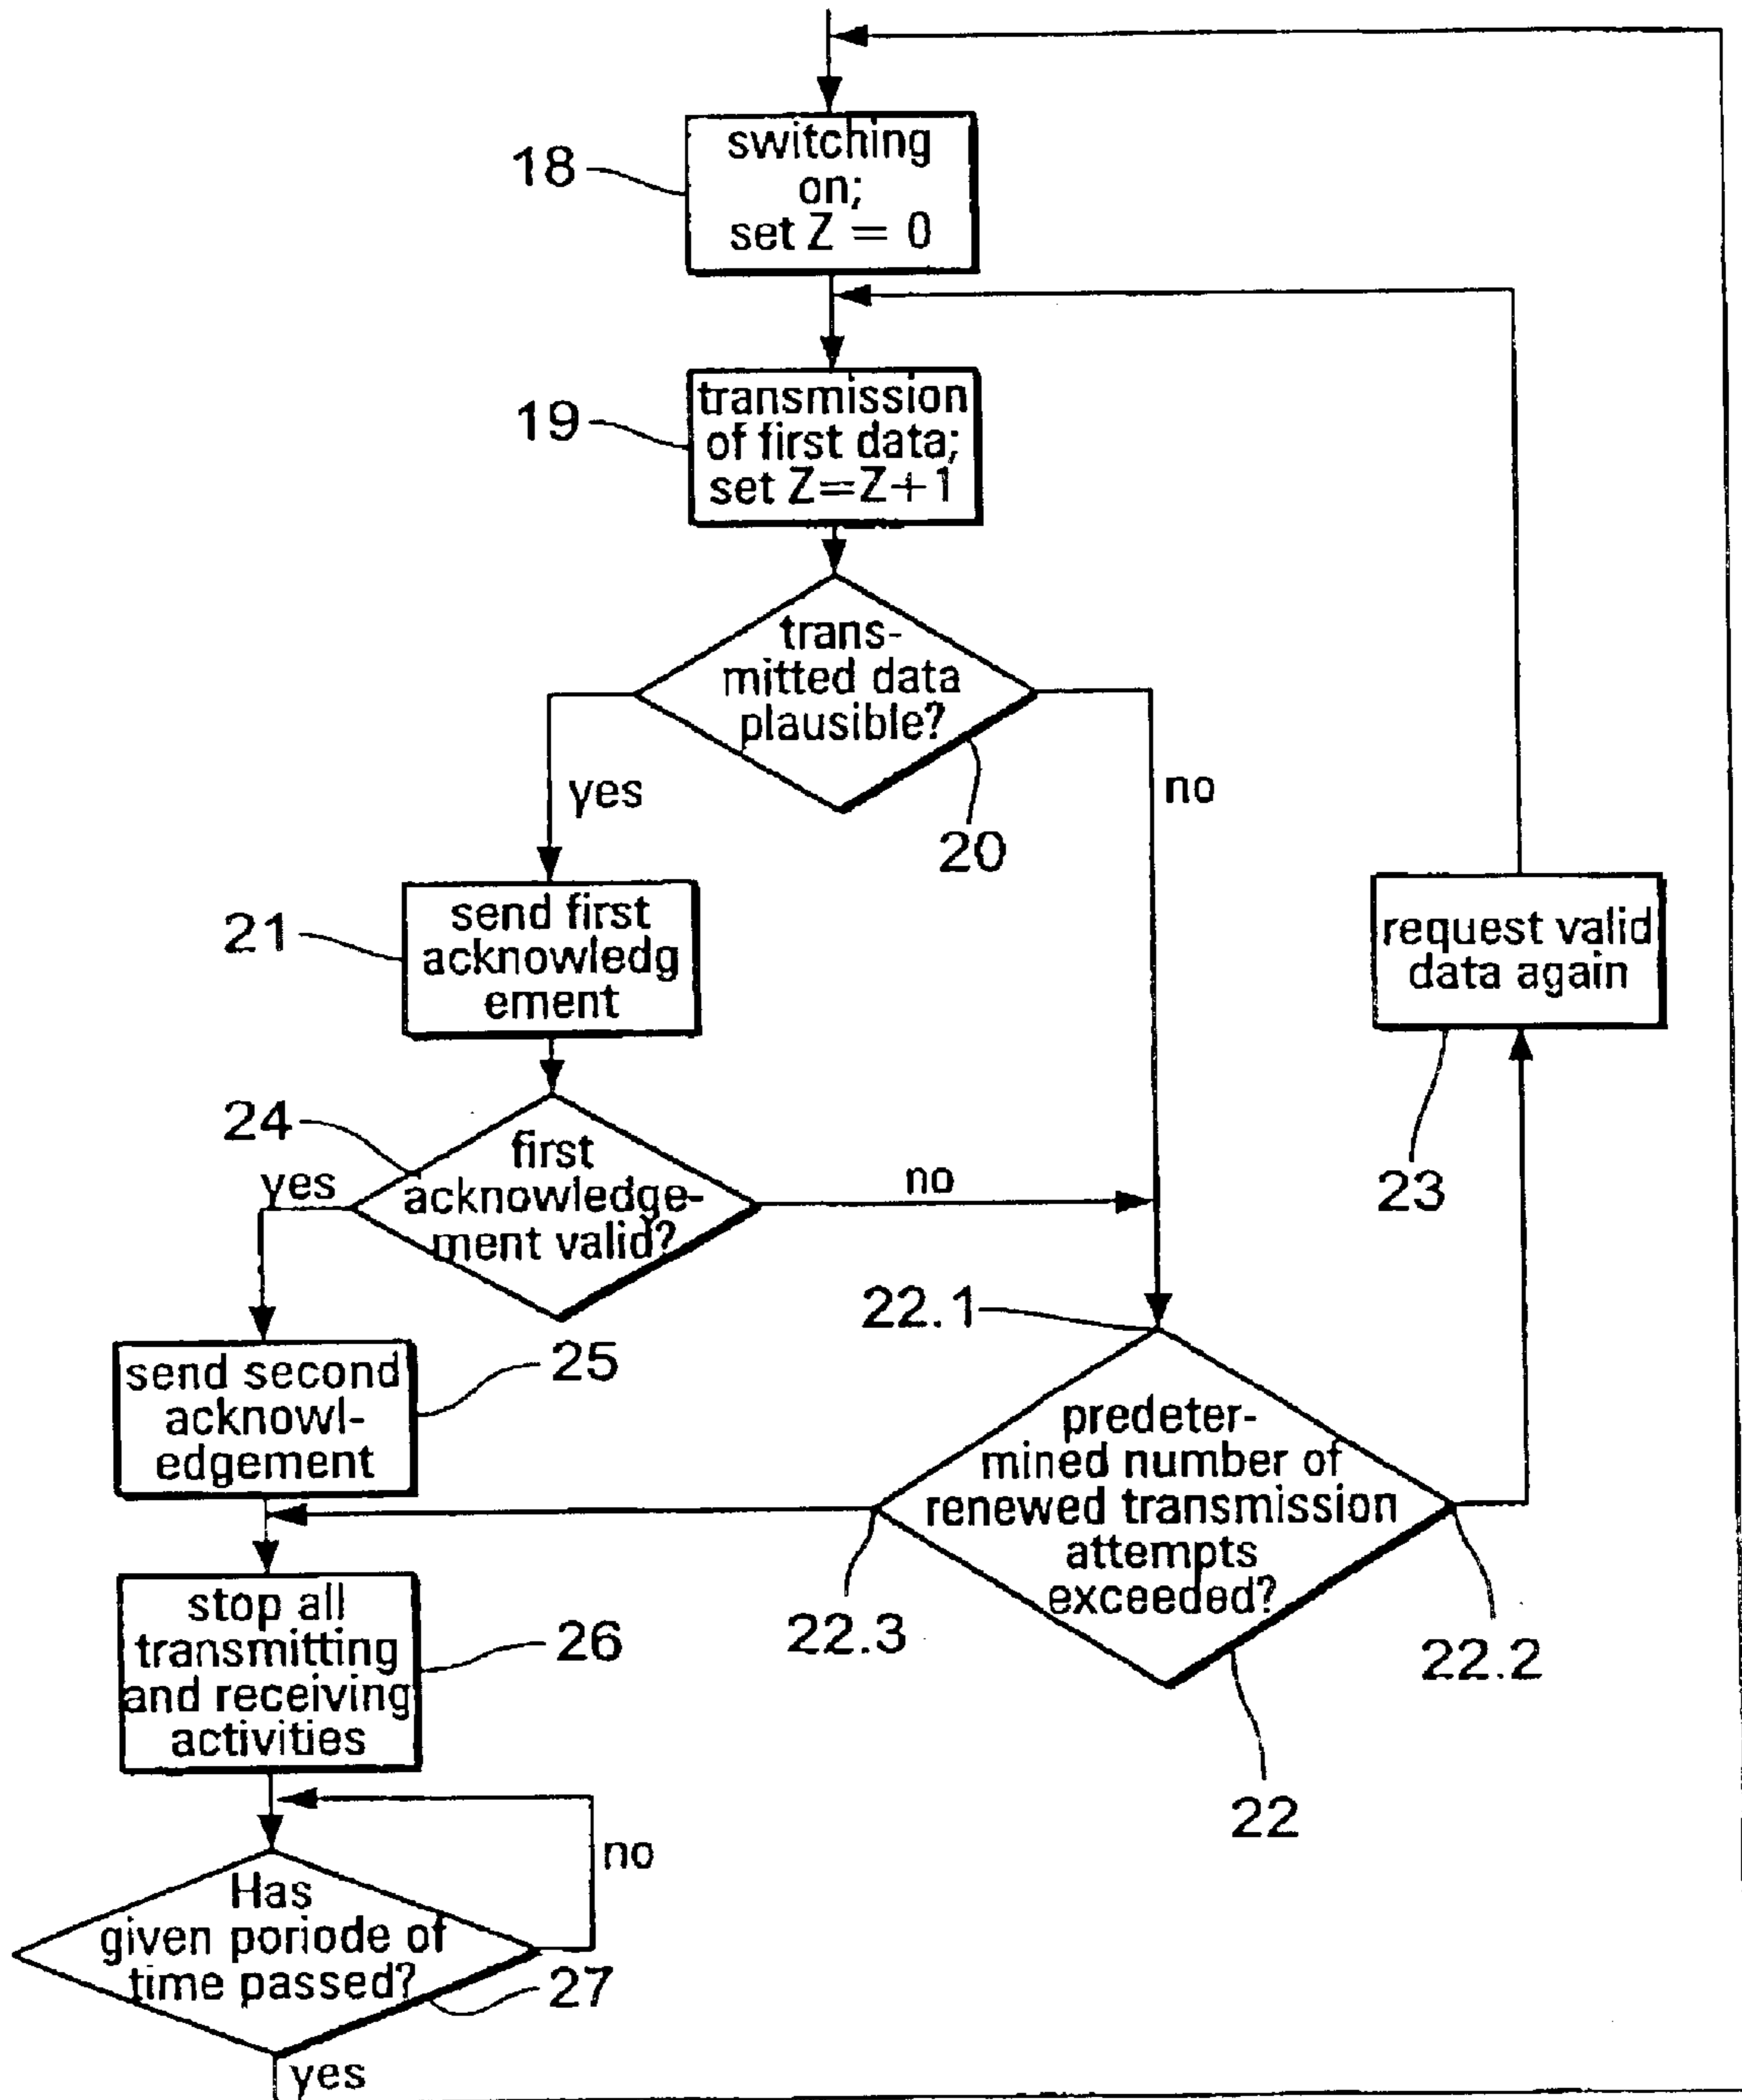 18
switching
on;
set Z = 0
19
transmission
of first data;
set Z=Z+1
trans-
mitted data
plausible?
20
yes
no
21
send first
acknowledg
ement
request valid
data again
23
24
first
acknowledge-
ment valid?
yes
no
22.1
send second
acknowl-
edgement
25
predeter-
mined number of
renewed transmission
attempts
exceeded?
22.3
22.2
22
stop all
transmitting
and receiving
activities
26
no
Has
given poriode of
time passed?
27
yes